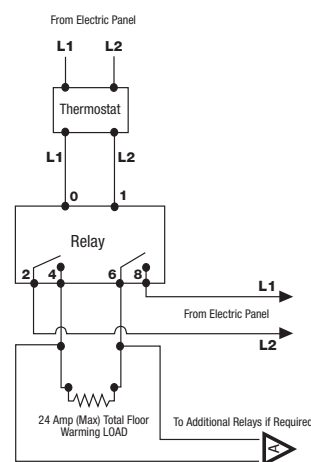 From Electric Panel
L1 L2
Thermostat
L1 L2
0 1
Relay
2 4 6 8
L1
From Electric Panel
L2
24 Amp (Max) Total Floor
Warming LOAD
To Additional Relays if Required
A